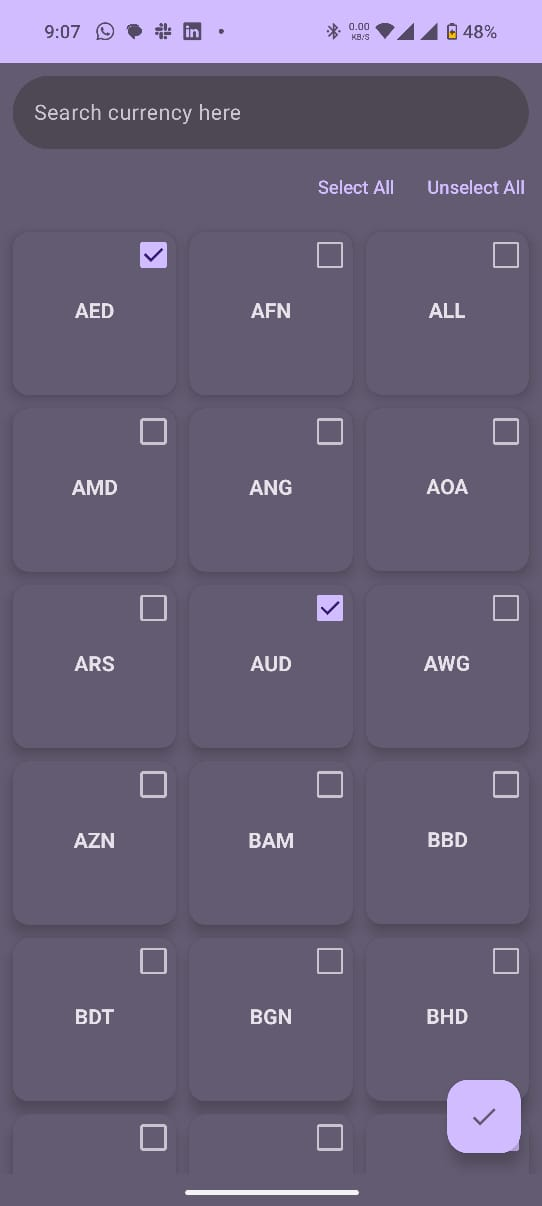 9:07 in 0.00 KB/S 48%
Search currency here
Select All Unselect All
AED AFN ALL
AMD ANG AOA
ARS AUD AWG
AZN BAM BBD
BDT BGN BHD